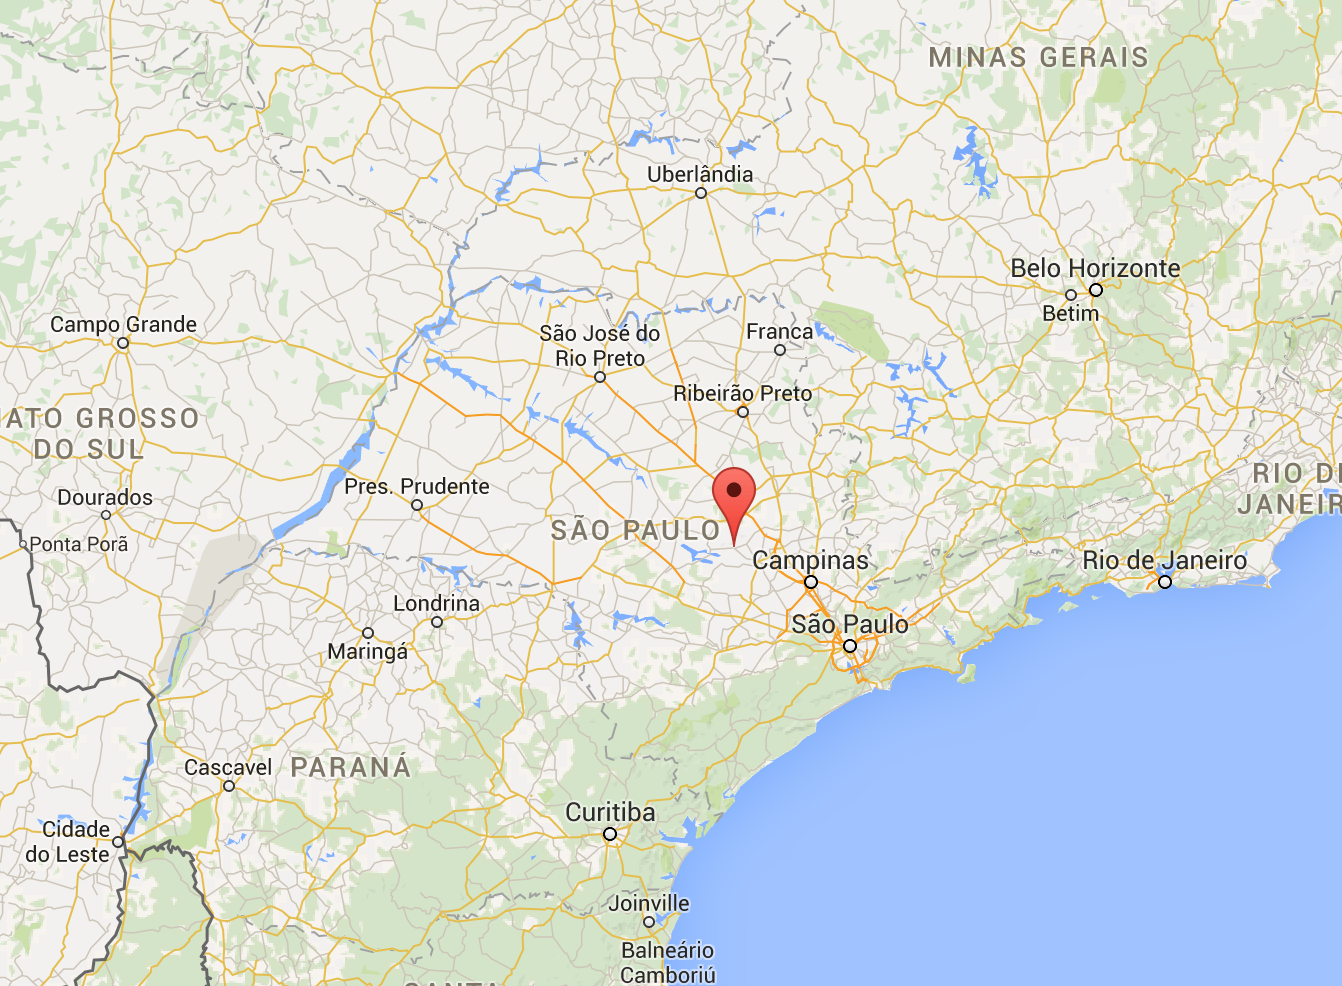 MINAS GERAIS
Uberlândia
Belo Horizonte
Betim
Campo Grande
São José do
Rio Preto
Franca
Ribeirão Preto
ATO GROSSO
DO SUL
RIO DE
JANEIR
Pres. Prudente
Dourados
SÃO PAULO
Ponta Porã
Campinas
Rio de Janeiro
Londrina
São Paulo
Maringá
Cascavel
PARANÁ
Curitiba
Cidade
do Leste
Joinville
Balneário
Camboriú
SANTA